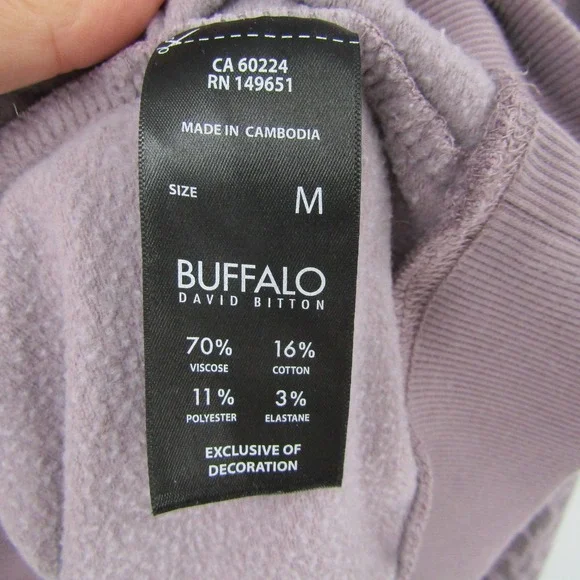 CA 60224
RN 149651
MADE IN CAMBODIA
SIZE M
BUFFALO
DAVID BITTON
70% 16%
VISCOSE COTTON
11% 3%
POLYESTER ELASTANE
EXCLUSIVE OF
DECORATION